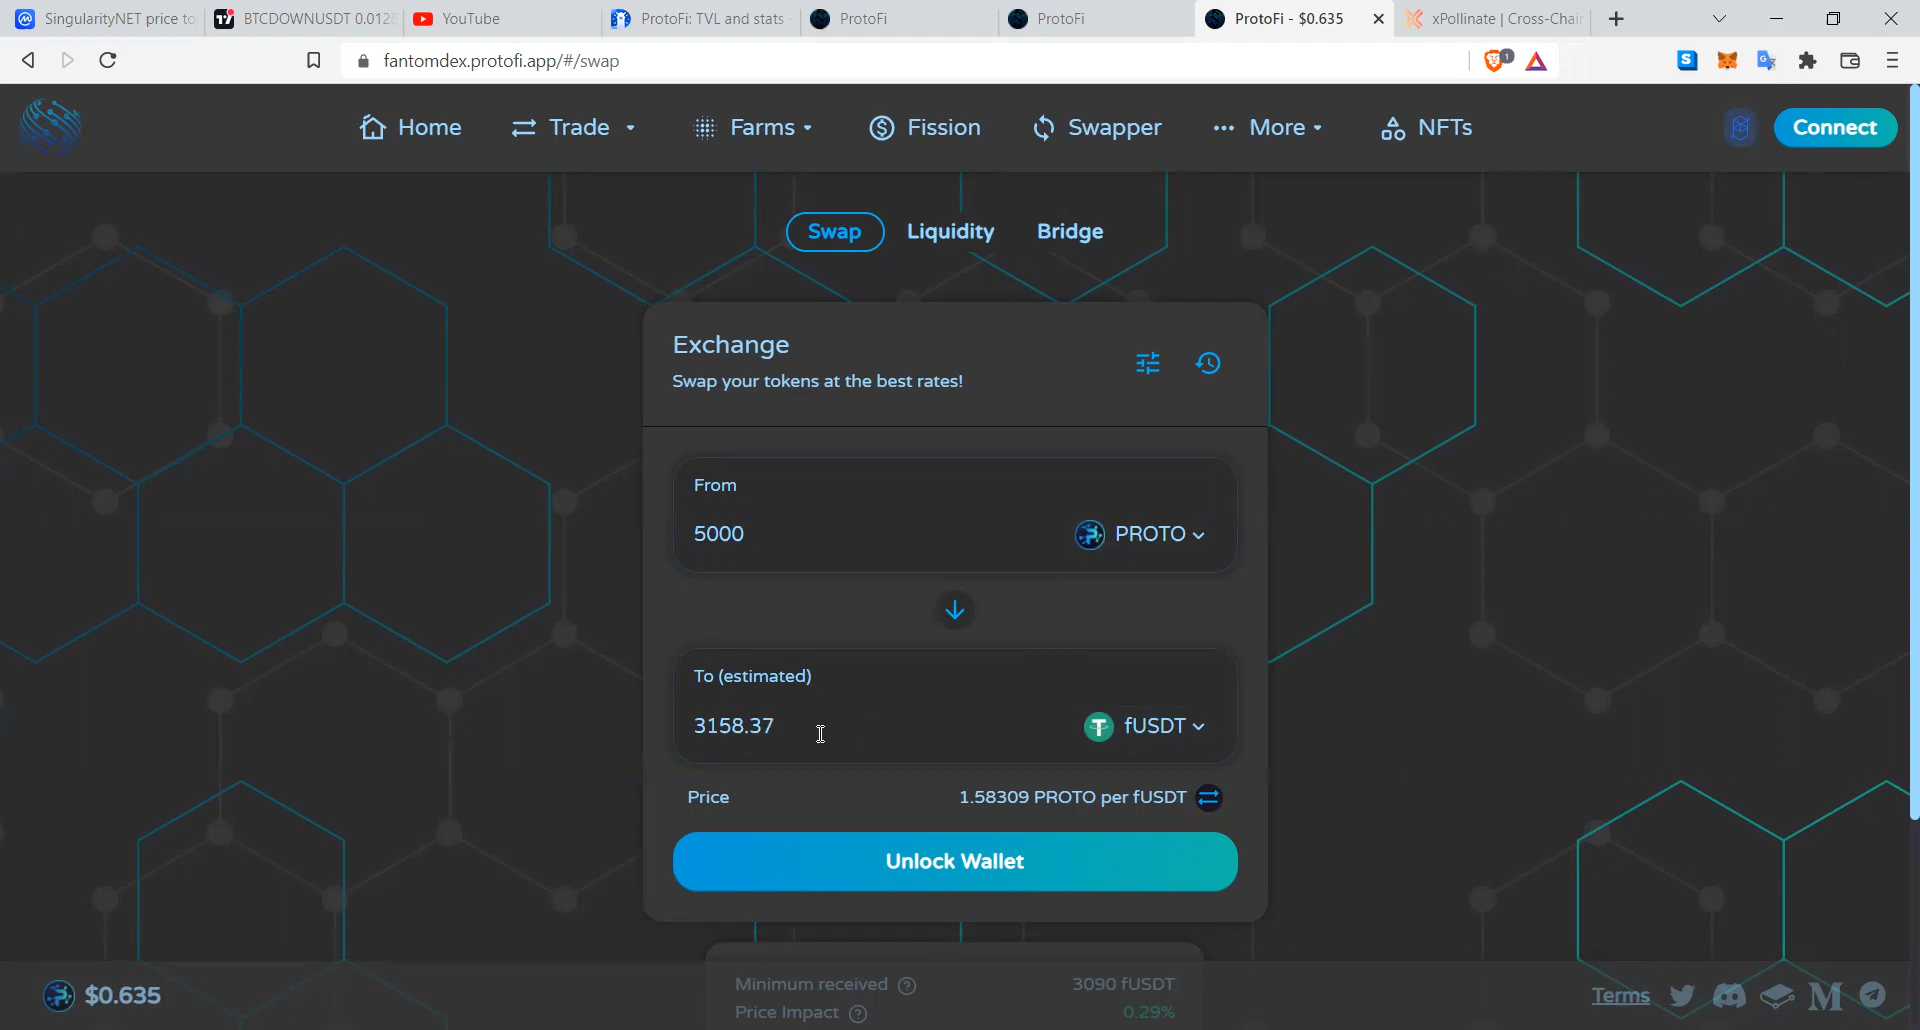 SingularityNET price to
BTCDOWNUSDT 0.012
YouTube
ProtoFi: TVL and stats -
ProtoFi
ProtoFi
ProtoFi - $0.635
xPollinate | Cross-Chain
fantomdex.protofi.app/#/swap
1
Home
Trade
Farms
Fission
Swapper
More
NFTs
Connect
Swap
Liquidity
Bridge
Exchange
Swap your tokens at the best rates!
From
5000
PROTO
To (estimated)
3158.37
fUSDT
Price
1.58309 PROTO per fUSDT
Unlock Wallet
Minimum received ?
3090 fUSDT
Price Impact ?
0.29%
$0.635
Terms